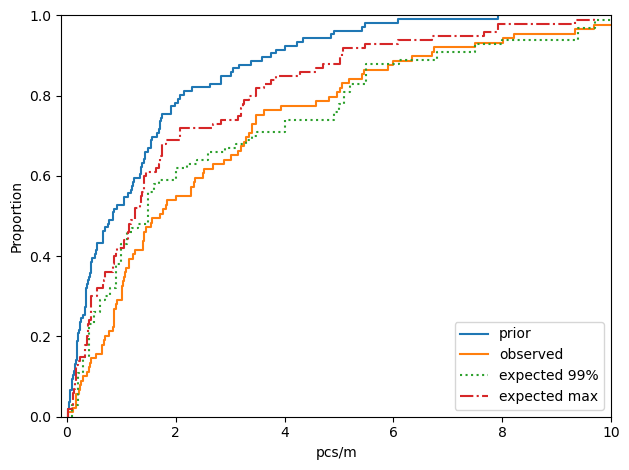 1.0
0.8
0.6
0.4
0.2
0.0
Proportion
0
2
4
6
8
10
pcs/m
prior
observed
expected 99%
expected max